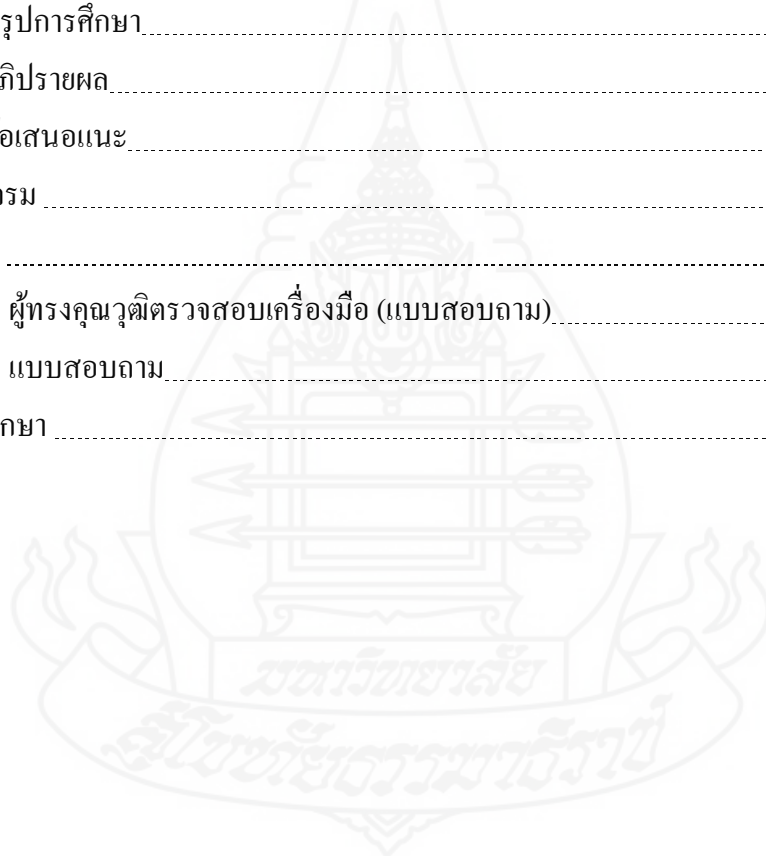 รุปการศึกษา
ภิปรายผล
อเสนอแนะ
รรม
ผู้ทรงคุณวุฒิตรวจสอบเครื่องมือ (แบบสอบถาม)
แบบสอบถาม
กษา
มหาวิทยาลัย
สุโขทัยธรรมาธิราช